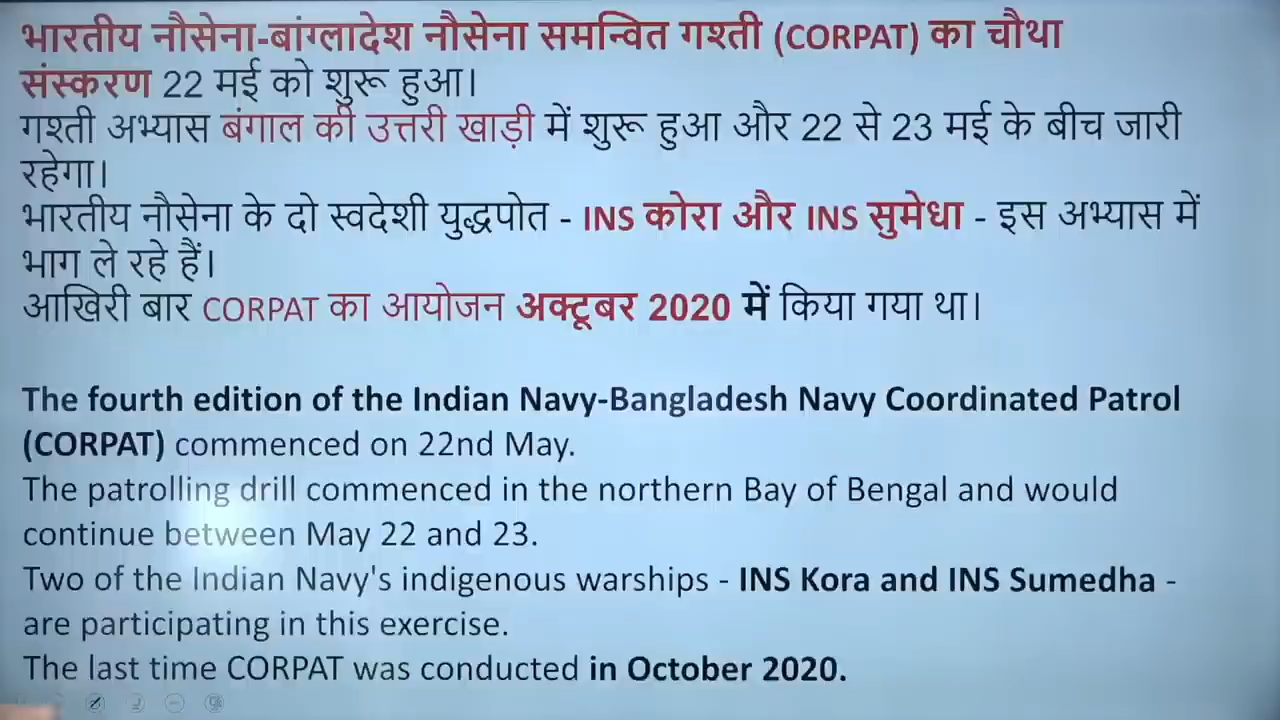 भारतीय नौसेना-बांग्लादेश नौसेना समन्वित गश्ती (CORPAT) का चौथा
संस्करण 22 मई को शुरू हुआ।
गश्ती अभ्यास बंगाल की उत्तरी खाड़ी में शुरू हुआ और 22 से 23 मई के बीच जारी
रहेगा।
भारतीय नौसेना के दो स्वदेशी युद्धपोत - INS कोरा और INS सुमेधा - इस अभ्यास में
भाग ले रहे हैं।
आखिरी बार CORPAT का आयोजन अक्टूबर 2020 में किया गया था।
The fourth edition of the Indian Navy-Bangladesh Navy Coordinated Patrol
(CORPAT) commenced on 22nd May.
The patrolling drill commenced in the northern Bay of Bengal and would
continue between May 22 and 23.
Two of the Indian Navy's indigenous warships - INS Kora and INS Sumedha -
are participating in this exercise.
The last time CORPAT was conducted in October 2020.